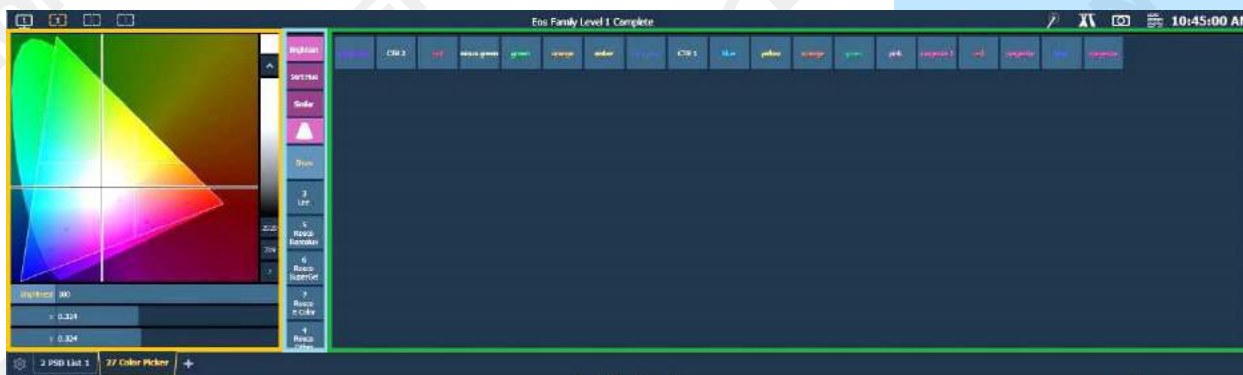 1
Eos Family Level 1 Complete
10:45:00 AM
Brightest
Sort Hue
Similar
Show
3
Lee
5
Rosco
Roscolux
6
Rosco
SuperGel
7
Rosco
E Color
4
Rosco
Other
CTB 2
red
minus green
green
orange
amber
CTB 1
blue
yellow
orange
green
pink
red
magenta
blue
magenta
Brightness 100
x 0.324
y 0.324
2 PSD List 1
27 Color Picker